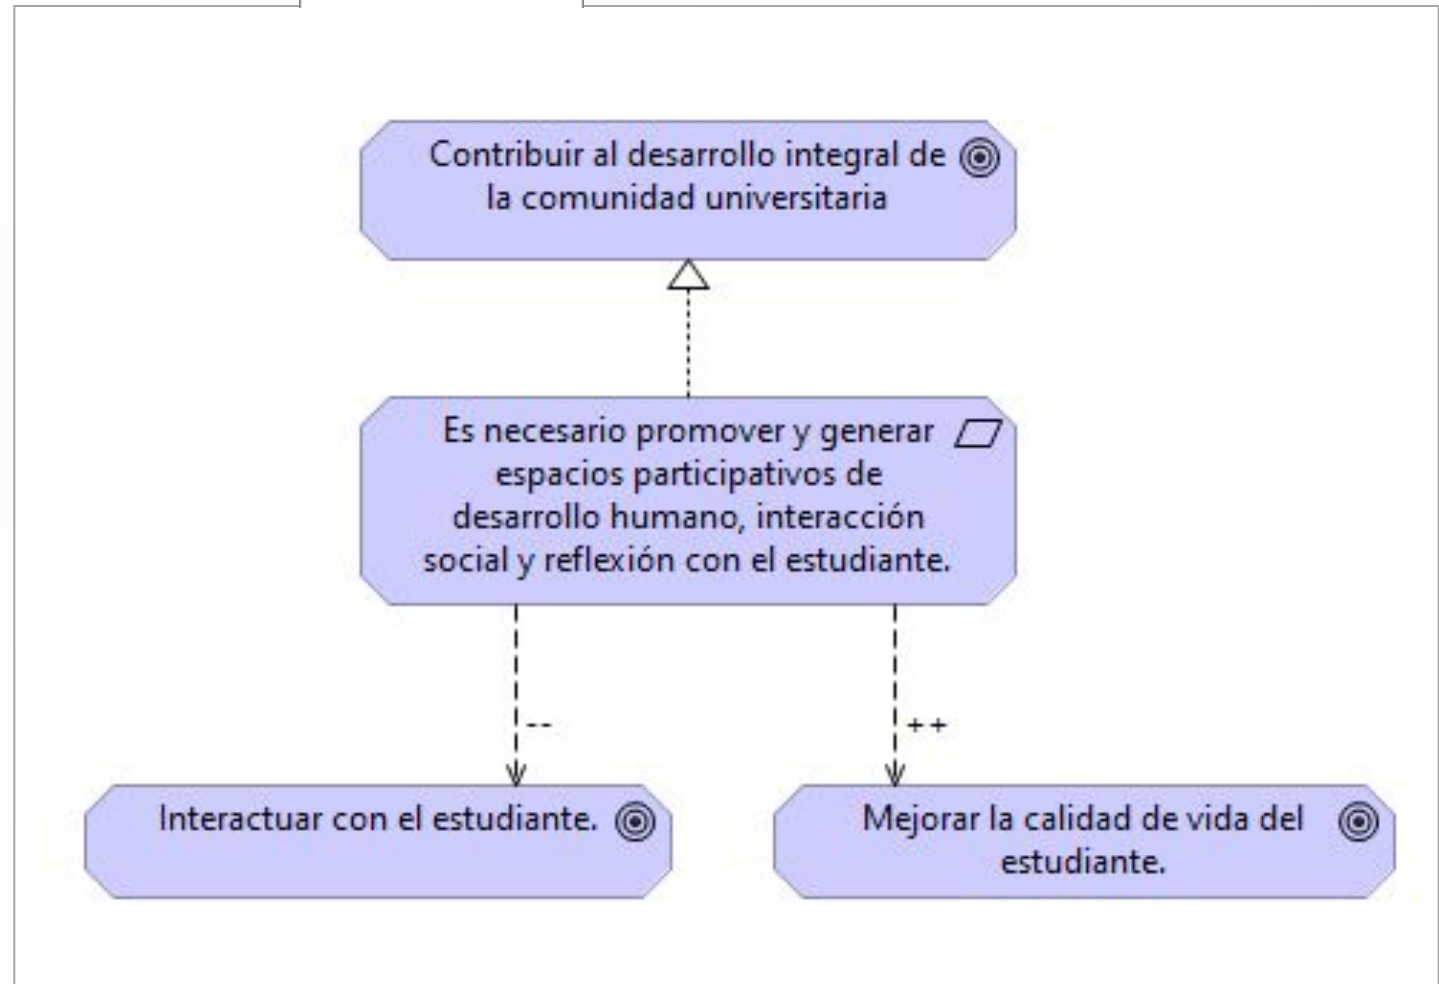 Contribuir al desarrollo integral de
la comunidad universitaria
Es necesario promover y generar
espacios participativos de
desarrollo humano, interacción
social y reflexión con el estudiante.
--
++
Interactuar con el estudiante.
Mejorar la calidad de vida del
estudiante.